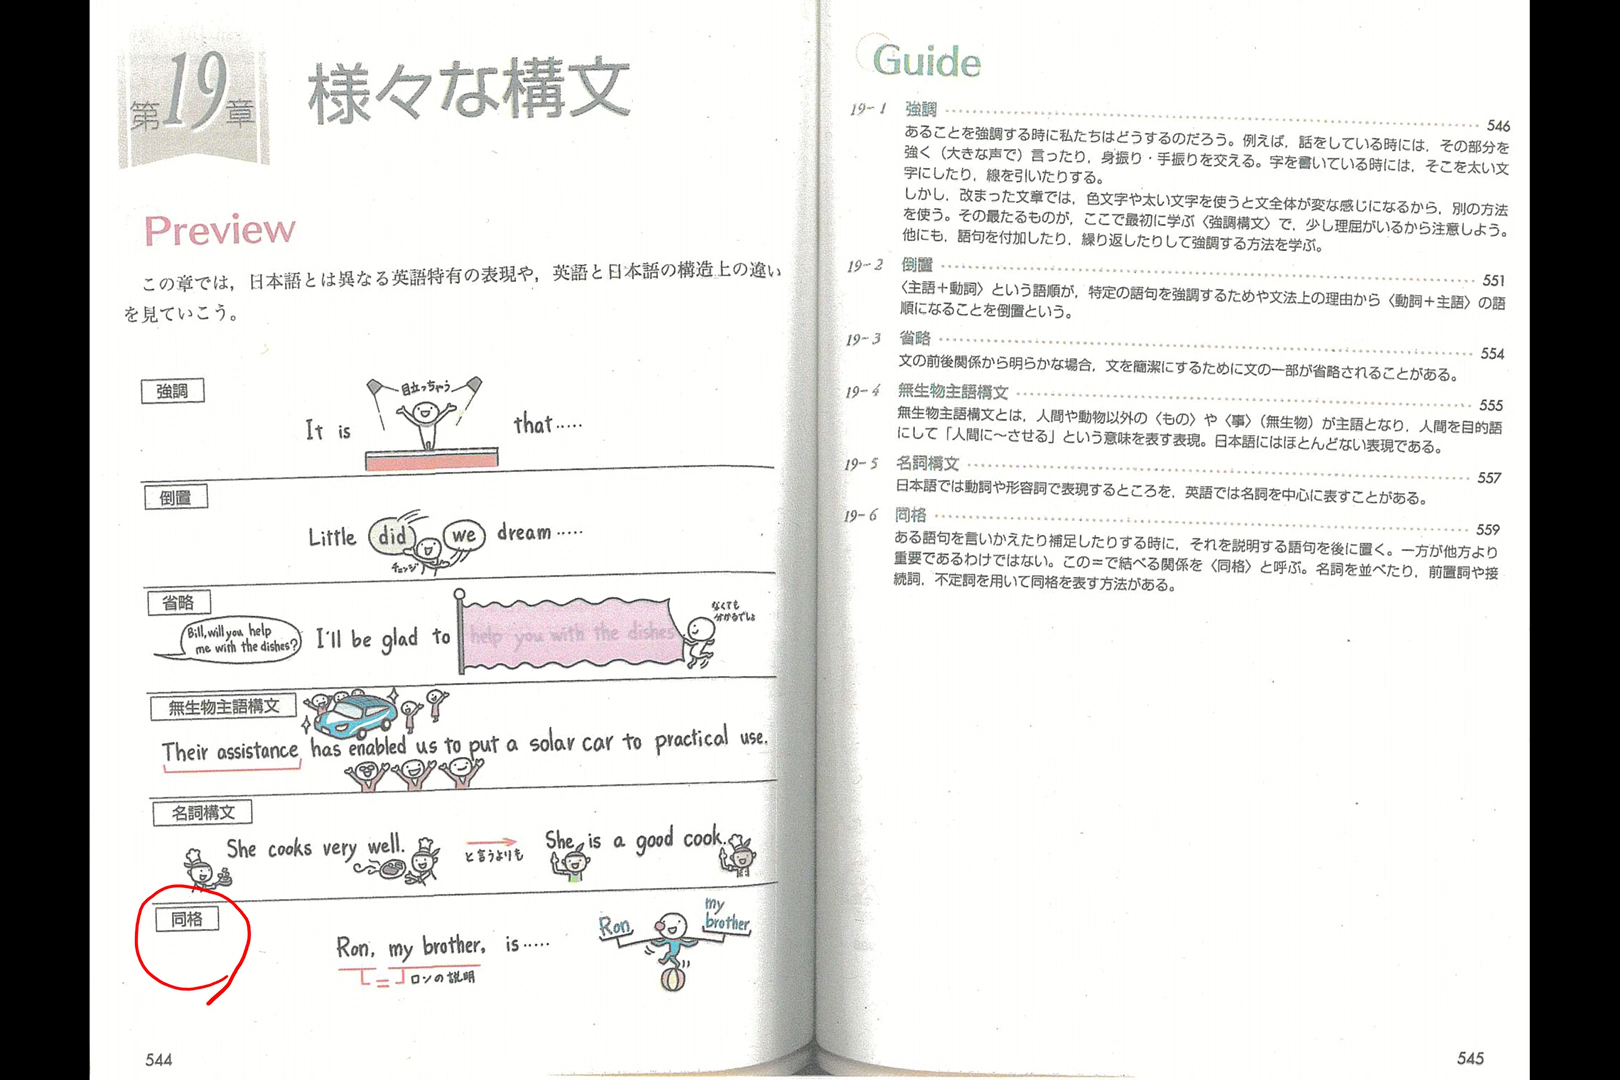 第19章 様々な構文
Preview
この章では，日本語とは異なる英語特有の表現や，英語と日本語の構造上の違い
を見ていこう。
強調
目立っちゃう
It is that‥‥‥
倒置
Little did we dream‥‥‥
チェンジ
省略
Bill, will you help
me with the dishes?
I'll be glad to help you with the dishes
なくても
分かるでしょ
無生物主語構文
Their assistance has enabled us to put a solar car to practical use.
名詞構文
She cooks very well. と言うよりも She is a good cook.
同格
Ron, my brother, is‥‥‥
＝ ロンの説明
Ron
my
brother
544
Guide
19-1 強調 546
あることを強調する時に私たちはどうするのだろう。例えば，話をしている時には，その部分を
強く（大きな声で）言ったり，身振り・手振りを交える。字を書いている時には，そこを太い文
字にしたり，線を引いたりする。
しかし，改まった文章では，色文字や太い文字を使うと文全体が変な感じになるから，別の方法
を使う。その最たるものが，ここで最初に学ぶ〈強調構文〉で，少し理屈がいるから注意しよう。
他にも，語句を付加したり，繰り返したりして強調する方法を学ぶ。
19-2 倒置 551
〈主語＋動詞〉という語順が，特定の語句を強調するためや文法上の理由から〈動詞＋主語〉の語
順になることを倒置という。
19-3 省略 554
文の前後関係から明らかな場合，文を簡潔にするために文の一部が省略されることがある。
19-4 無生物主語構文 555
無生物主語構文とは，人間や動物以外の〈もの〉や〈事〉（無生物）が主語となり，人間を目的語
にして「人間に〜させる」という意味を表す表現。日本語にはほとんどない表現である。
19-5 名詞構文 557
日本語では動詞や形容詞で表現するところを，英語では名詞を中心に表すことがある。
19-6 同格 559
ある語句を言いかえたり補足したりする時に，それを説明する語句を後に置く。一方が他方より
重要であるわけではない。この＝で結べる関係を〈同格〉と呼ぶ。名詞を並べたり，前置詞や接
続詞，不定詞を用いて同格を表す方法がある。
545